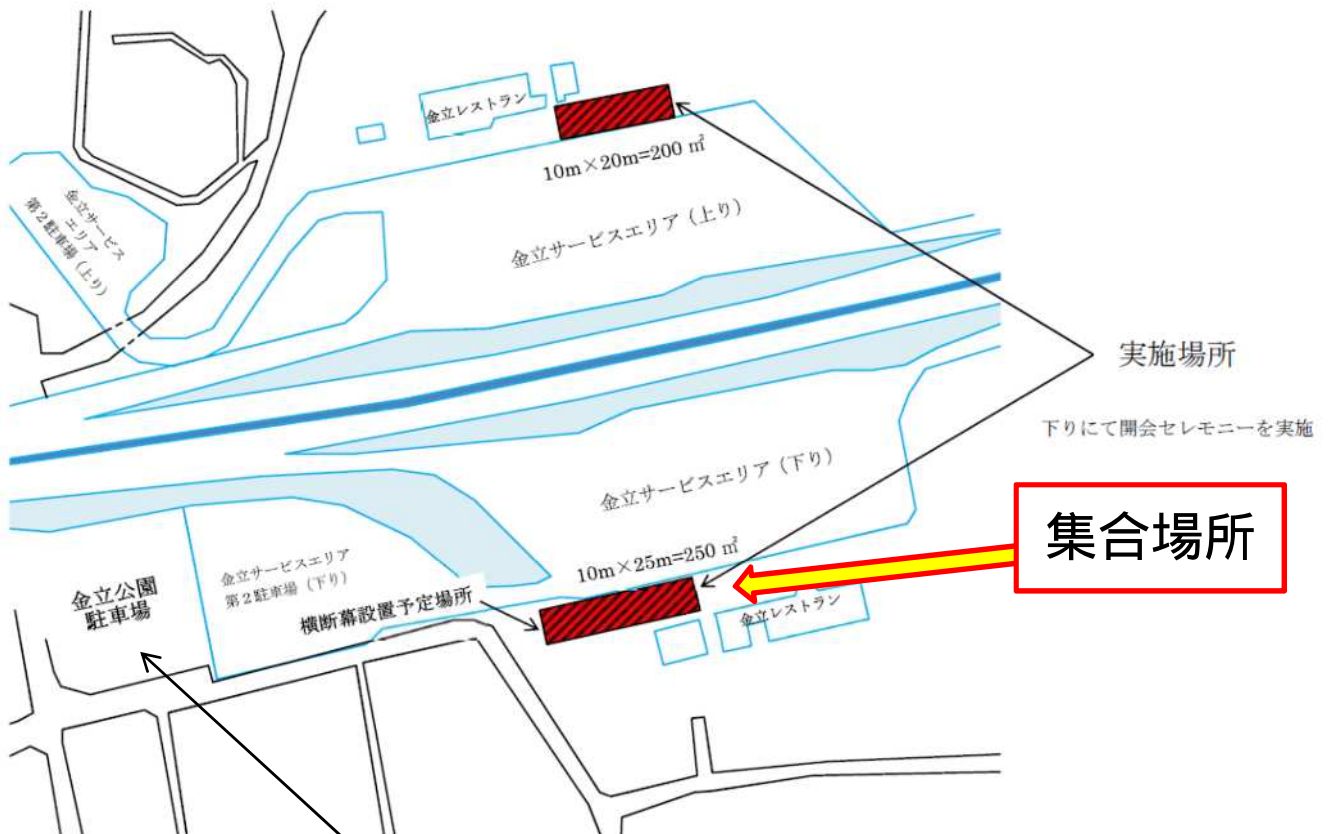 金立レストラン
10m×20m=200 ㎡
金立サービス
エリア
第2駐車場(上り)
金立サービスエリア(上り)
実施場所
下りにて開会セレモニーを実施
金立サービスエリア(下り)
集合場所
10m×25m=250 ㎡
金立サービスエリア
第2駐車場(下り)
金立公園
駐車場
横断幕設置予定場所
金立レストラン